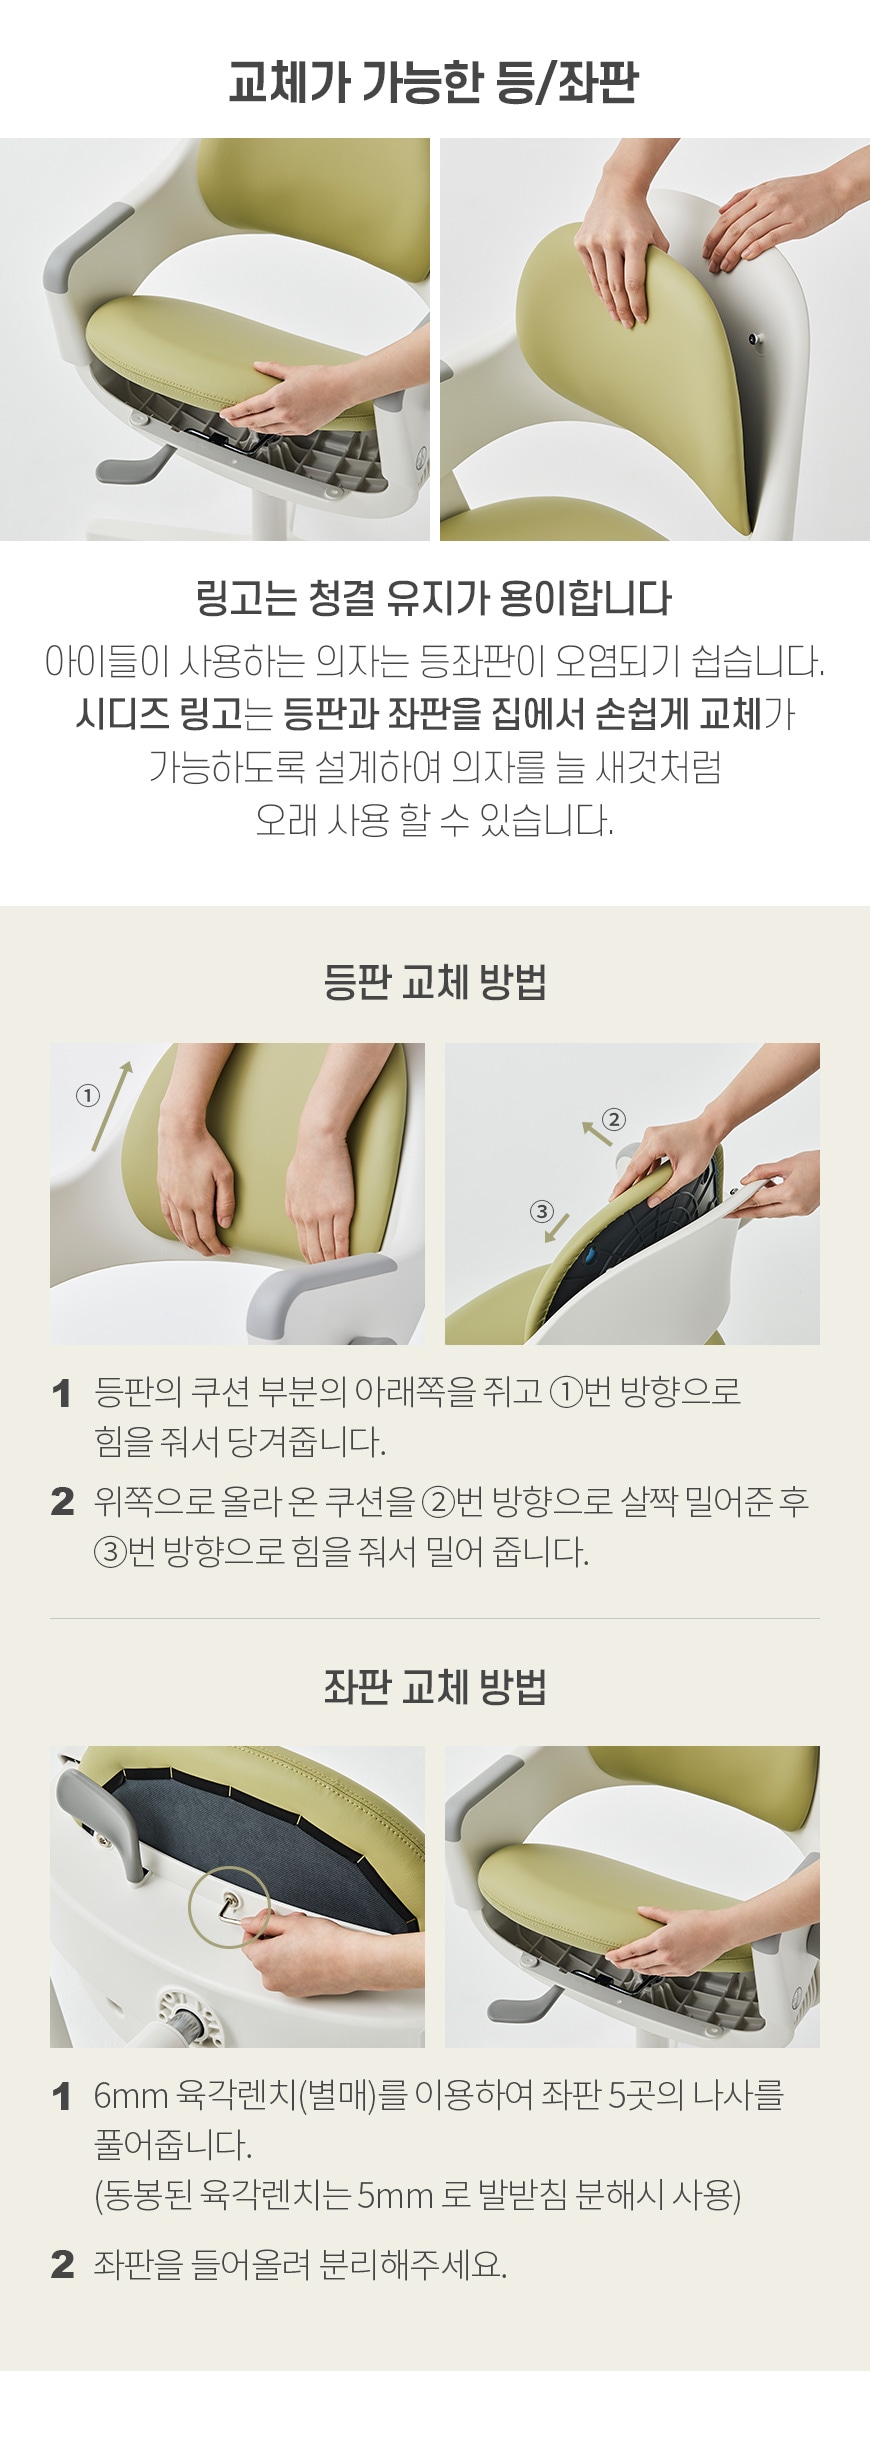 교체가 가능한 등/좌판
링고는 청결 유지가 용이합니다
아이들이 사용하는 의자는 등좌판이 오염되기 쉽습니다.
시디즈 링고는 등판과 좌판을 집에서 손쉽게 교체가
가능하도록 설계하여 의자를 늘 새것처럼
오래 사용 할 수 있습니다.
등판 교체 방법
①
②
③
1 등판의 쿠션 부분의 아래쪽을 쥐고 ①번 방향으로
힘을 줘서 당겨줍니다.
2 위쪽으로 올라 온 쿠션을 ②번 방향으로 살짝 밀어준 후
③번 방향으로 힘을 줘서 밀어 줍니다.
좌판 교체 방법
1 6mm 육각렌치(별매)를 이용하여 좌판 5곳의 나사를
풀어줍니다.
(동봉된 육각렌치는 5mm 로 발받침 분해시 사용)
2 좌판을 들어올려 분리해주세요.